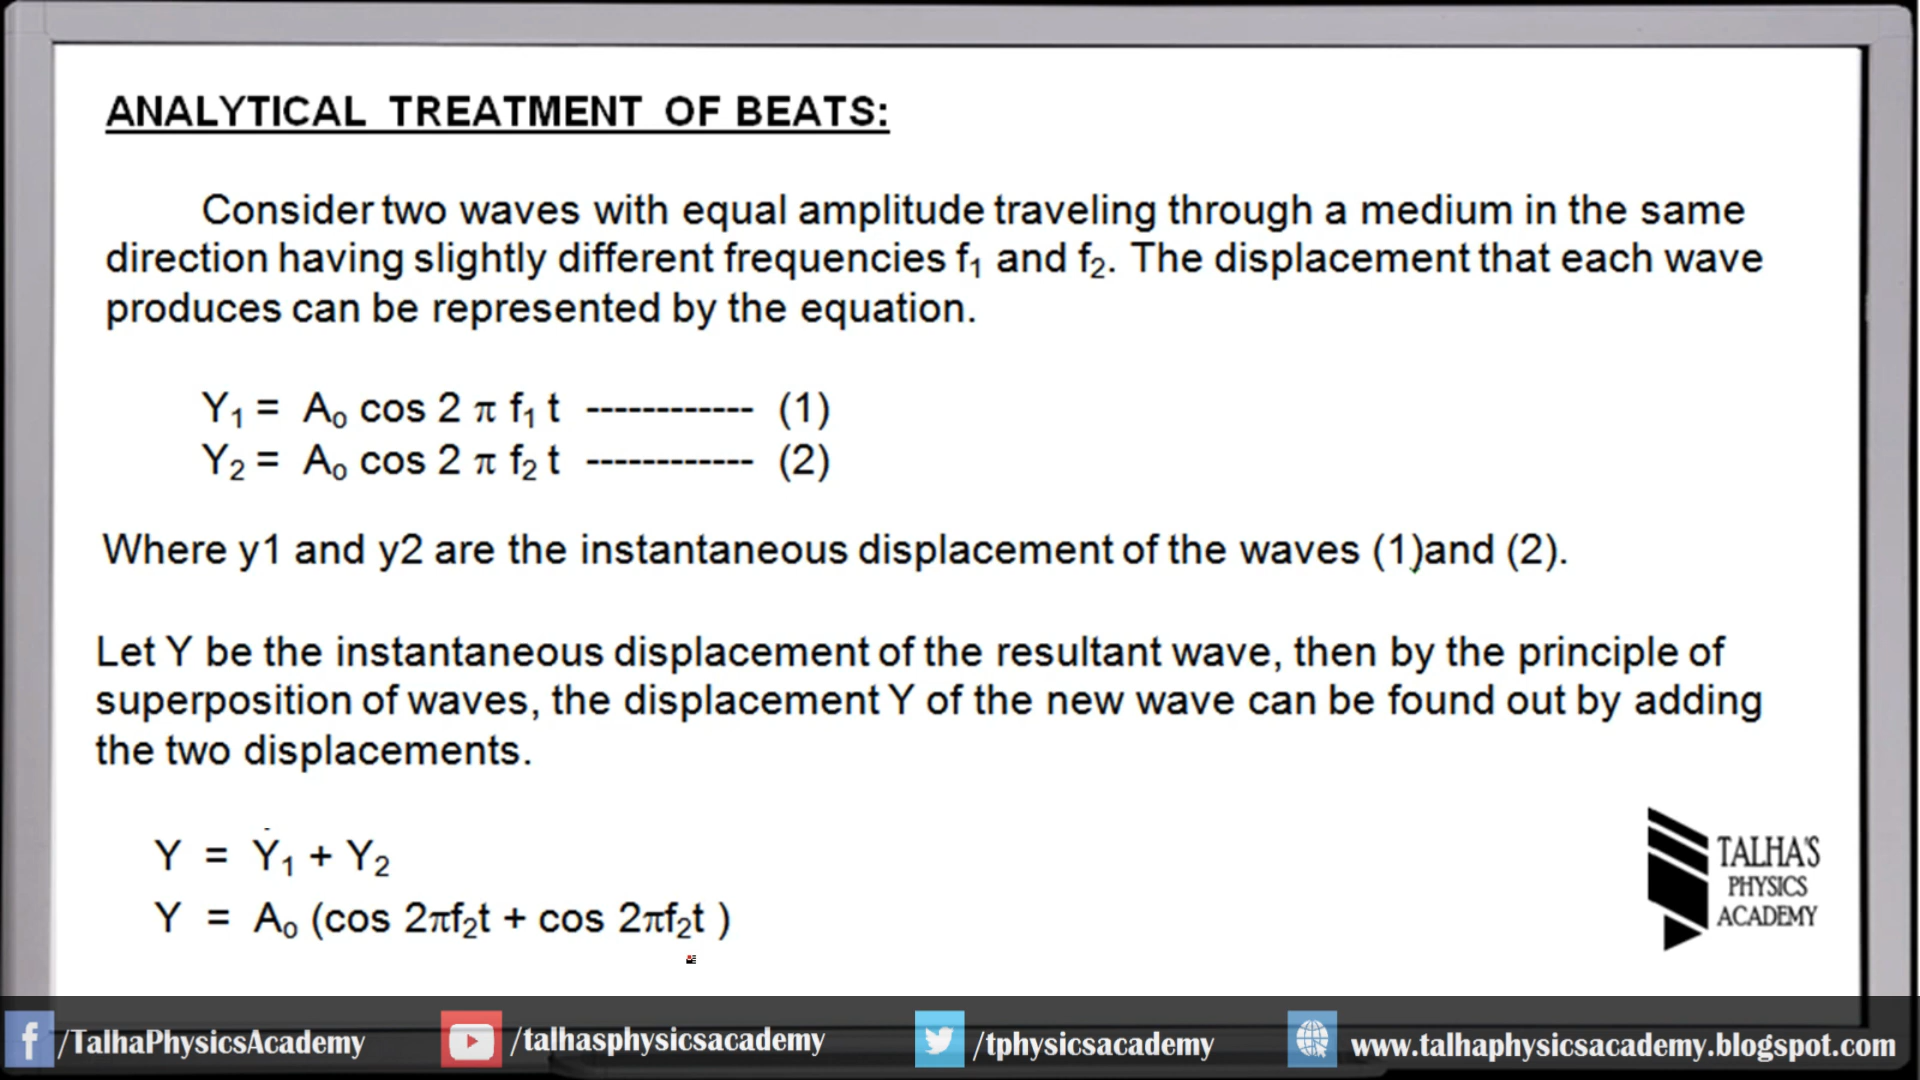 ANALYTICAL TREATMENT OF BEATS:
Consider two waves with equal amplitude traveling through a medium in the same
direction having slightly different frequencies f₁ and f₂. The displacement that each wave
produces can be represented by the equation.
Y₁ = A₀ cos 2 π f₁ t ------------ (1)
Y₂ = A₀ cos 2 π f₂ t ------------ (2)
Where y1 and y2 are the instantaneous displacement of the waves (1)and (2).
Let Y be the instantaneous displacement of the resultant wave, then by the principle of
superposition of waves, the displacement Y of the new wave can be found out by adding
the two displacements.
Y = Y₁ + Y₂
Y = A₀ (cos 2πf₂t + cos 2πf₂t )
TALHA'S
PHYSICS
ACADEMY
/TalhaPhysicsAcademy
/talhasphysicsacademy
/tphysicsacademy
www.talhaphysicsacademy.blogspot.com